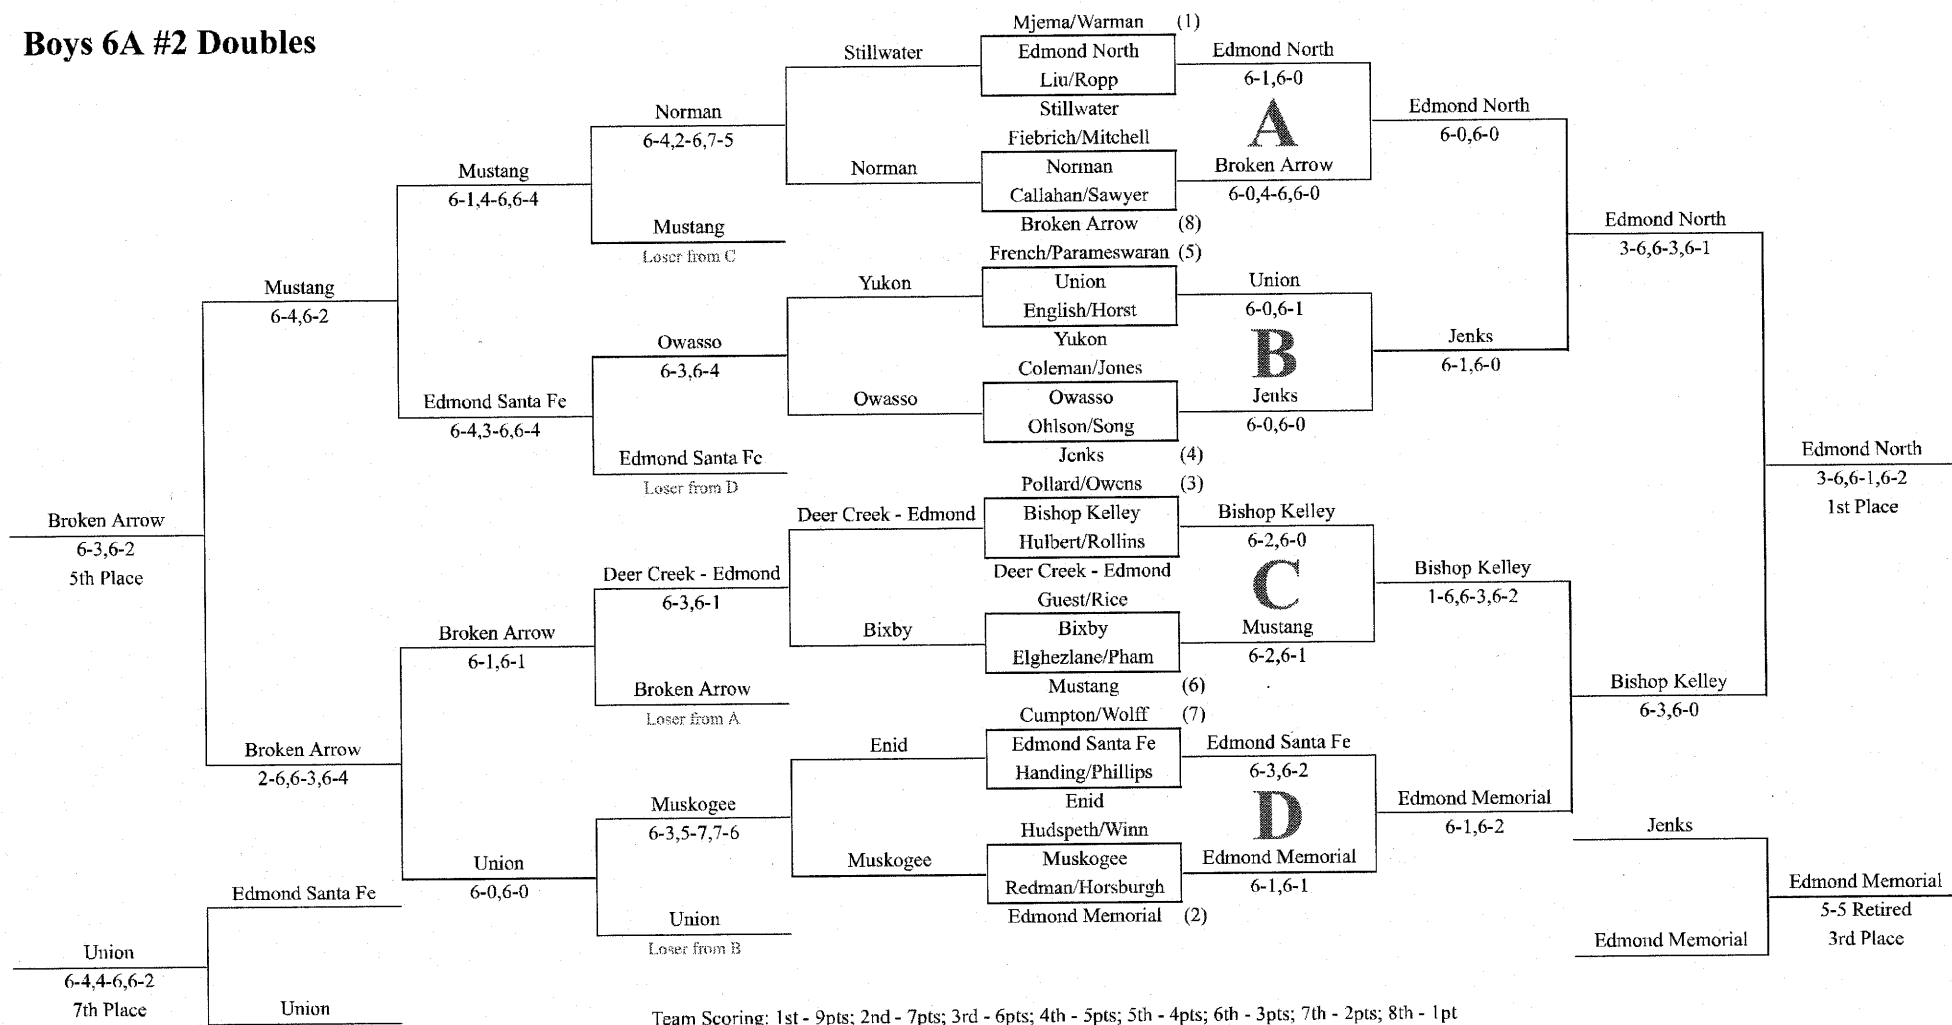 Boys 6A #2 Doubles
Mjema/Warman (1)
Edmond North
Liu/Ropp
Stillwater
Fiebrich/Mitchell
Norman
Callahan/Sawyer
Broken Arrow (8)
French/Parameswaran (5)
Union
English/Horst
Yukon
Coleman/Jones
Owasso
Ohlson/Song
Jenks (4)
Pollard/Owens (3)
Bishop Kelley
Hulbert/Rollins
Deer Creek - Edmond
Guest/Rice
Bixby
Elghezlane/Pham
Mustang (6)
Cumpton/Wolff (7)
Edmond Santa Fe
Handing/Phillips
Enid
Hudspeth/Winn
Muskogee
Redman/Horsburgh
Edmond Memorial (2)
Edmond North
6-1,6-0
A
Broken Arrow
6-0,4-6,6-0
Union
6-0,6-1
B
Jenks
6-0,6-0
Bishop Kelley
6-2,6-0
C
Mustang
6-2,6-1
Edmond Santa Fe
6-3,6-2
D
Edmond Memorial
6-1,6-1
Edmond North
6-0,6-0
Jenks
6-1,6-0
Bishop Kelley
1-6,6-3,6-2
Edmond Memorial
6-1,6-2
Edmond North
3-6,6-3,6-1
Bishop Kelley
6-3,6-0
Edmond North
3-6,6-1,6-2
1st Place
Jenks
Edmond Memorial
Edmond Memorial
5-5 Retired
3rd Place
Stillwater
Norman
Yukon
Owasso
Deer Creek - Edmond
Bixby
Enid
Muskogee
Norman
6-4,2-6,7-5
Mustang
Loser from C
Owasso
6-3,6-4
Edmond Santa Fe
Loser from D
Deer Creek - Edmond
6-3,6-1
Broken Arrow
Loser from A
Muskogee
6-3,5-7,7-6
Union
Loser from B
Mustang
6-1,4-6,6-4
Edmond Santa Fe
6-4,3-6,6-4
Broken Arrow
6-1,6-1
Union
6-0,6-0
Mustang
6-4,6-2
Broken Arrow
2-6,6-3,6-4
Broken Arrow
6-3,6-2
5th Place
Edmond Santa Fe
Union
Union
6-4,4-6,6-2
7th Place
Team Scoring: 1st - 9pts; 2nd - 7pts; 3rd - 6pts; 4th - 5pts; 5th - 4pts; 6th - 3pts; 7th - 2pts; 8th - 1pt